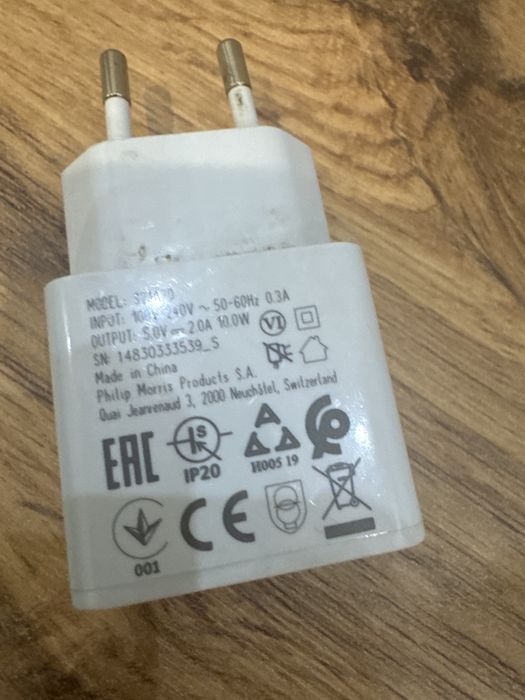 MODEL:
INPUT: 240V ~ 50-60Hz 0.3A
OUTPUT: 5.0V ⎓ 2.0A 10.0W
VI
SN: 14830333539_S
Made in China
Philip Morris Products S.A.
Quai Jeanrenaud 3, 2000 Neuchâtel, Switzerland
EAC
S
IP20
H005 19
CE
001